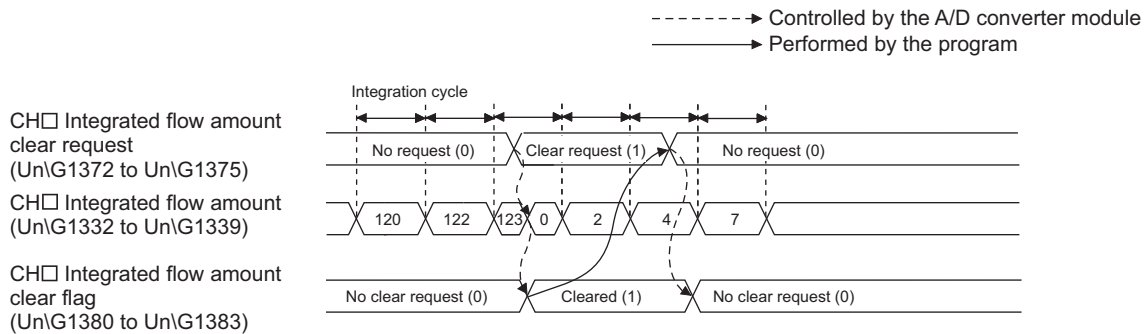 Controlled by the A/D converter module
Performed by the program
Integration cycle
CH□ Integrated flow amount
clear request
(Un\G1372 to Un\G1375)
No request (0)
Clear request (1)
No request (0)
CH□ Integrated flow amount
(Un\G1332 to Un\G1339)
120
122
123
0
2
4
7
CH□ Integrated flow amount
clear flag
(Un\G1380 to Un\G1383)
No clear request (0)
Cleared (1)
No clear request (0)